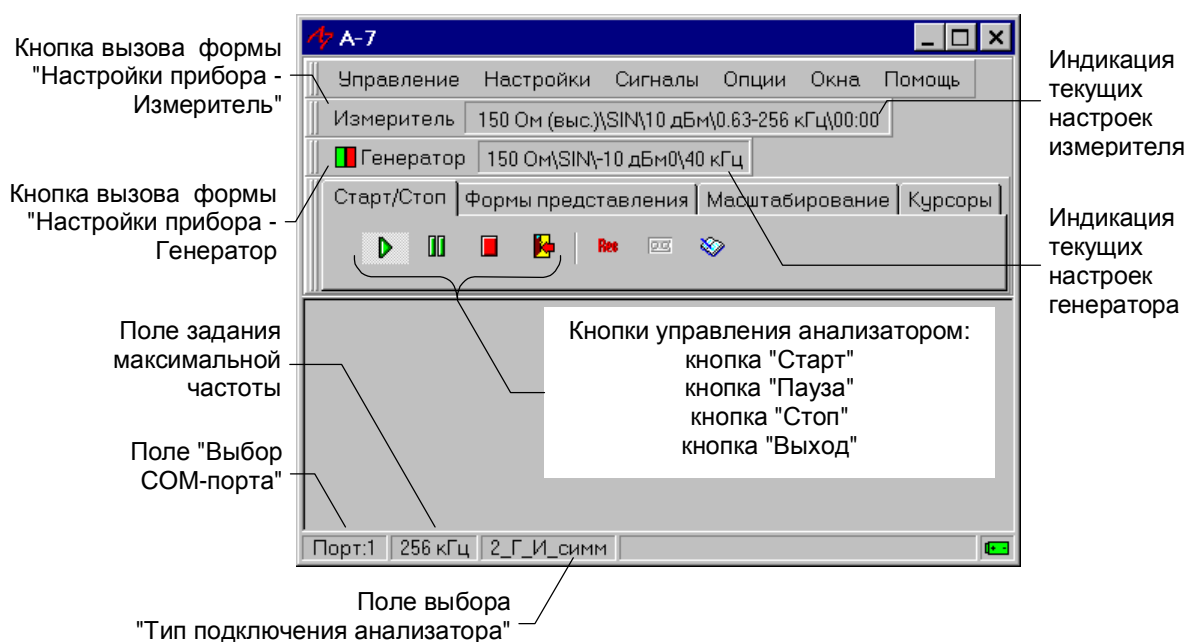 Кнопка вызова формы
"Настройки прибора -
Измеритель"
Кнопка вызова формы
"Настройки прибора -
Генератор
Поле задания
максимальной
частоты
Поле "Выбор
COM-порта"
A-7
Управление Настройки Сигналы Опции Окна Помощь
Измеритель 150 Ом (выс.)\SIN\10 дБм\0.63-256 кГц\00:00
Генератор 150 Ом\SIN\-10 дБм0\40 кГц
Старт/Стоп Формы представления Масштабирование Курсоры
Res
Кнопки управления анализатором:
кнопка "Старт"
кнопка "Пауза"
кнопка "Стоп"
кнопка "Выход"
Порт:1 256 кГц 2_Г_И_симм
Индикация
текущих
настроек
измерителя
Индикация
текущих
настроек
генератора
Поле выбора
"Тип подключения анализатора"